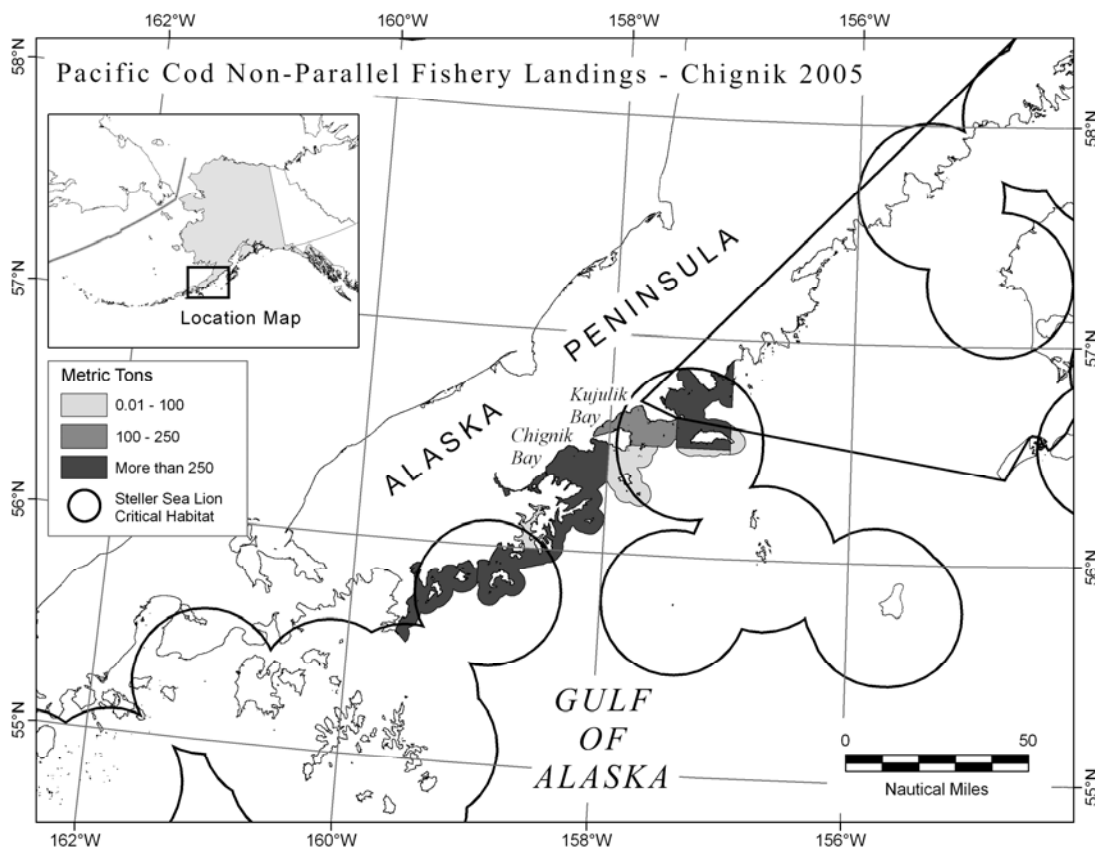 162°W 160°W 158°W 156°W
Pacific Cod Non-Parallel Fishery Landings - Chignik 2005
58°N
58°N
57°N
57°N
56°N
56°N
55°N
55°N
Location Map
Metric Tons
0.01 - 100
100 - 250
More than 250
Steller Sea Lion
Critical Habitat
ALASKA PENINSULA
Kujulik
Bay
Chignik
Bay
GULF
OF
ALASKA
0 50
Nautical Miles
162°W 160°W 158°W 156°W